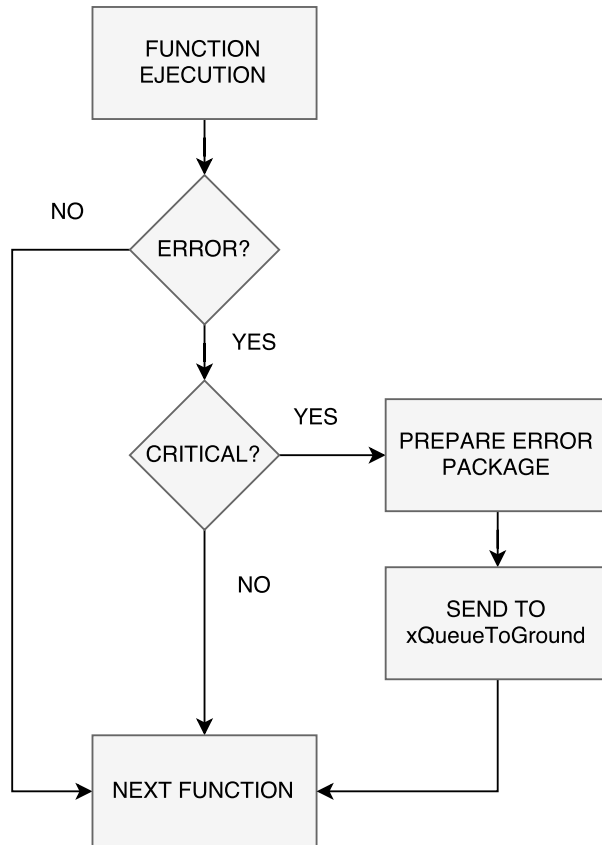 FUNCTION
EJECUTION
NO
ERROR?
YES
YES
CRITICAL?
PREPARE ERROR
PACKAGE
NO
SEND TO
xQueueToGround
NEXT FUNCTION